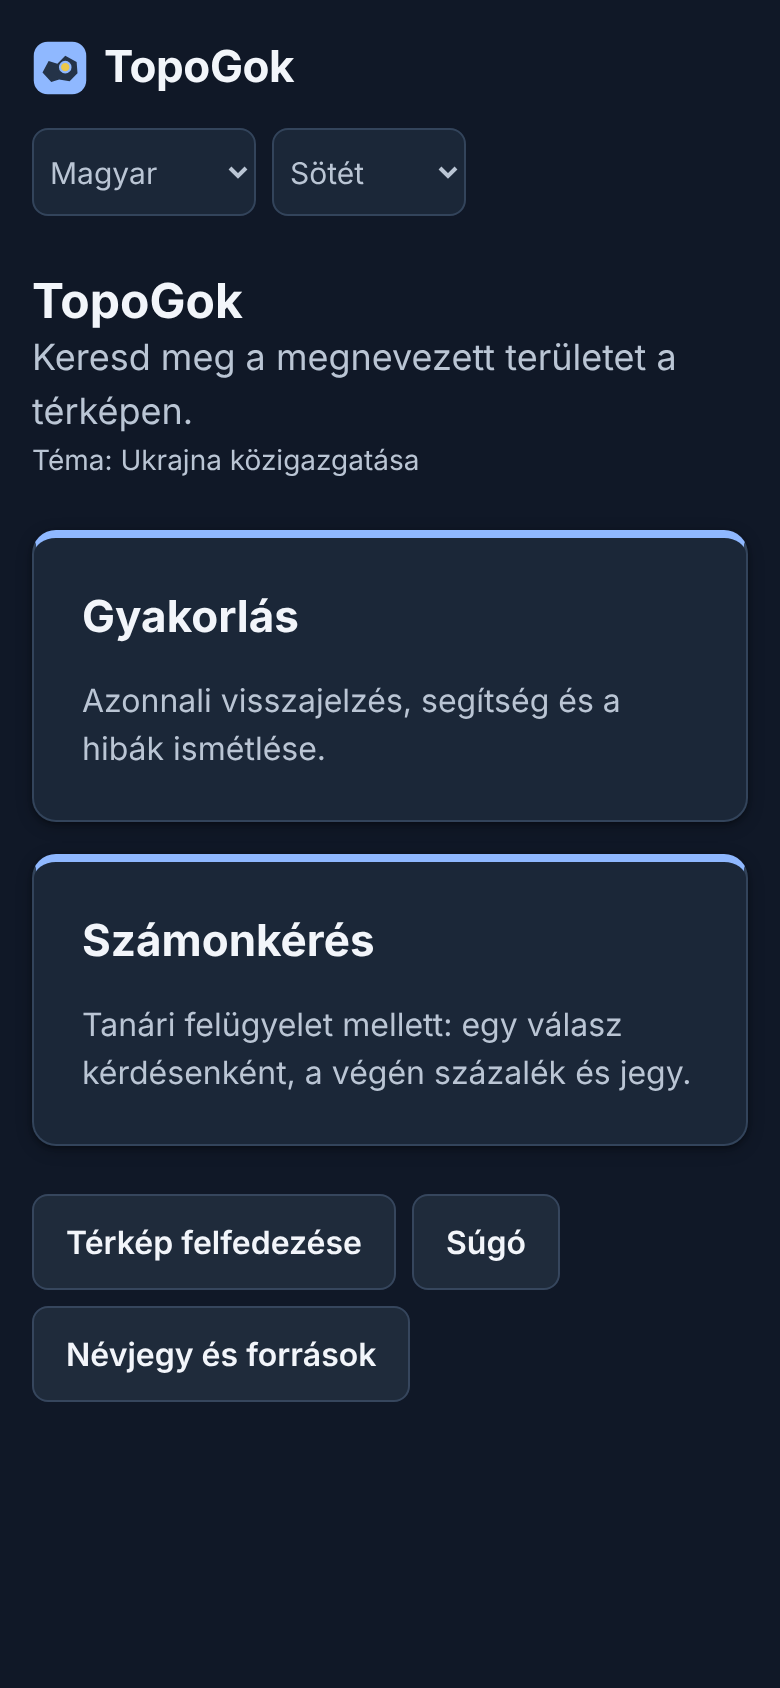 TopoGok
Magyar
Sötét
TopoGok
Keresd meg a megnevezett területet a
térképen.
Téma: Ukrajna közigazgatása
Gyakorlás
Azonnali visszajelzés, segítség és a
hibák ismétlése.
Számonkérés
Tanári felügyelet mellett: egy válasz
kérdésenként, a végén százalék és jegy.
Térkép felfedezése
Súgó
Névjegy és források